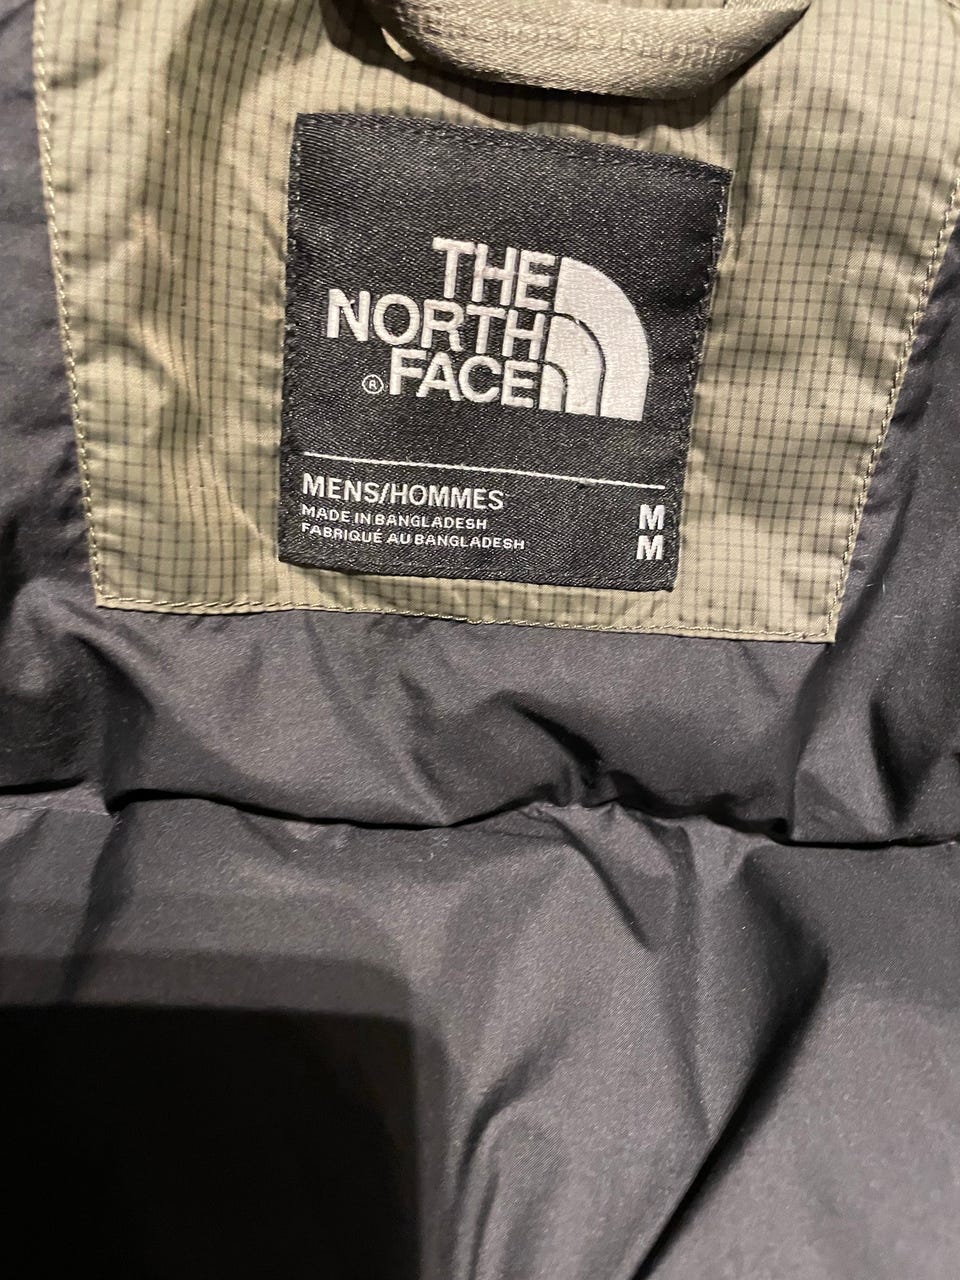 THE
NORTH
® FACE
MENS/HOMMES
MADE IN BANGLADESH
FABRIQUÉ AU BANGLADESH
M
M